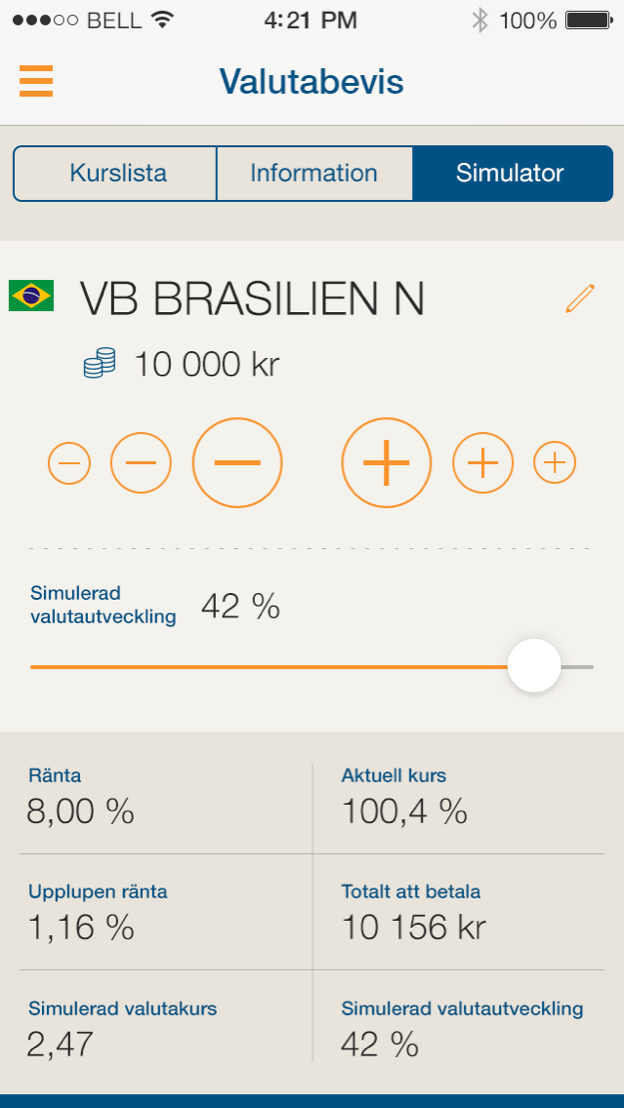 BELL 4:21 PM 100%
Valutabevis
Kurslista Information Simulator
VB BRASILIEN N
10 000 kr
Simulerad
valutautveckling 42 %
Ränta Aktuell kurs
8,00 % 100,4 %
Upplupen ränta Totalt att betala
1,16 % 10 156 kr
Simulerad valutakurs Simulerad valutautveckling
2,47 42 %